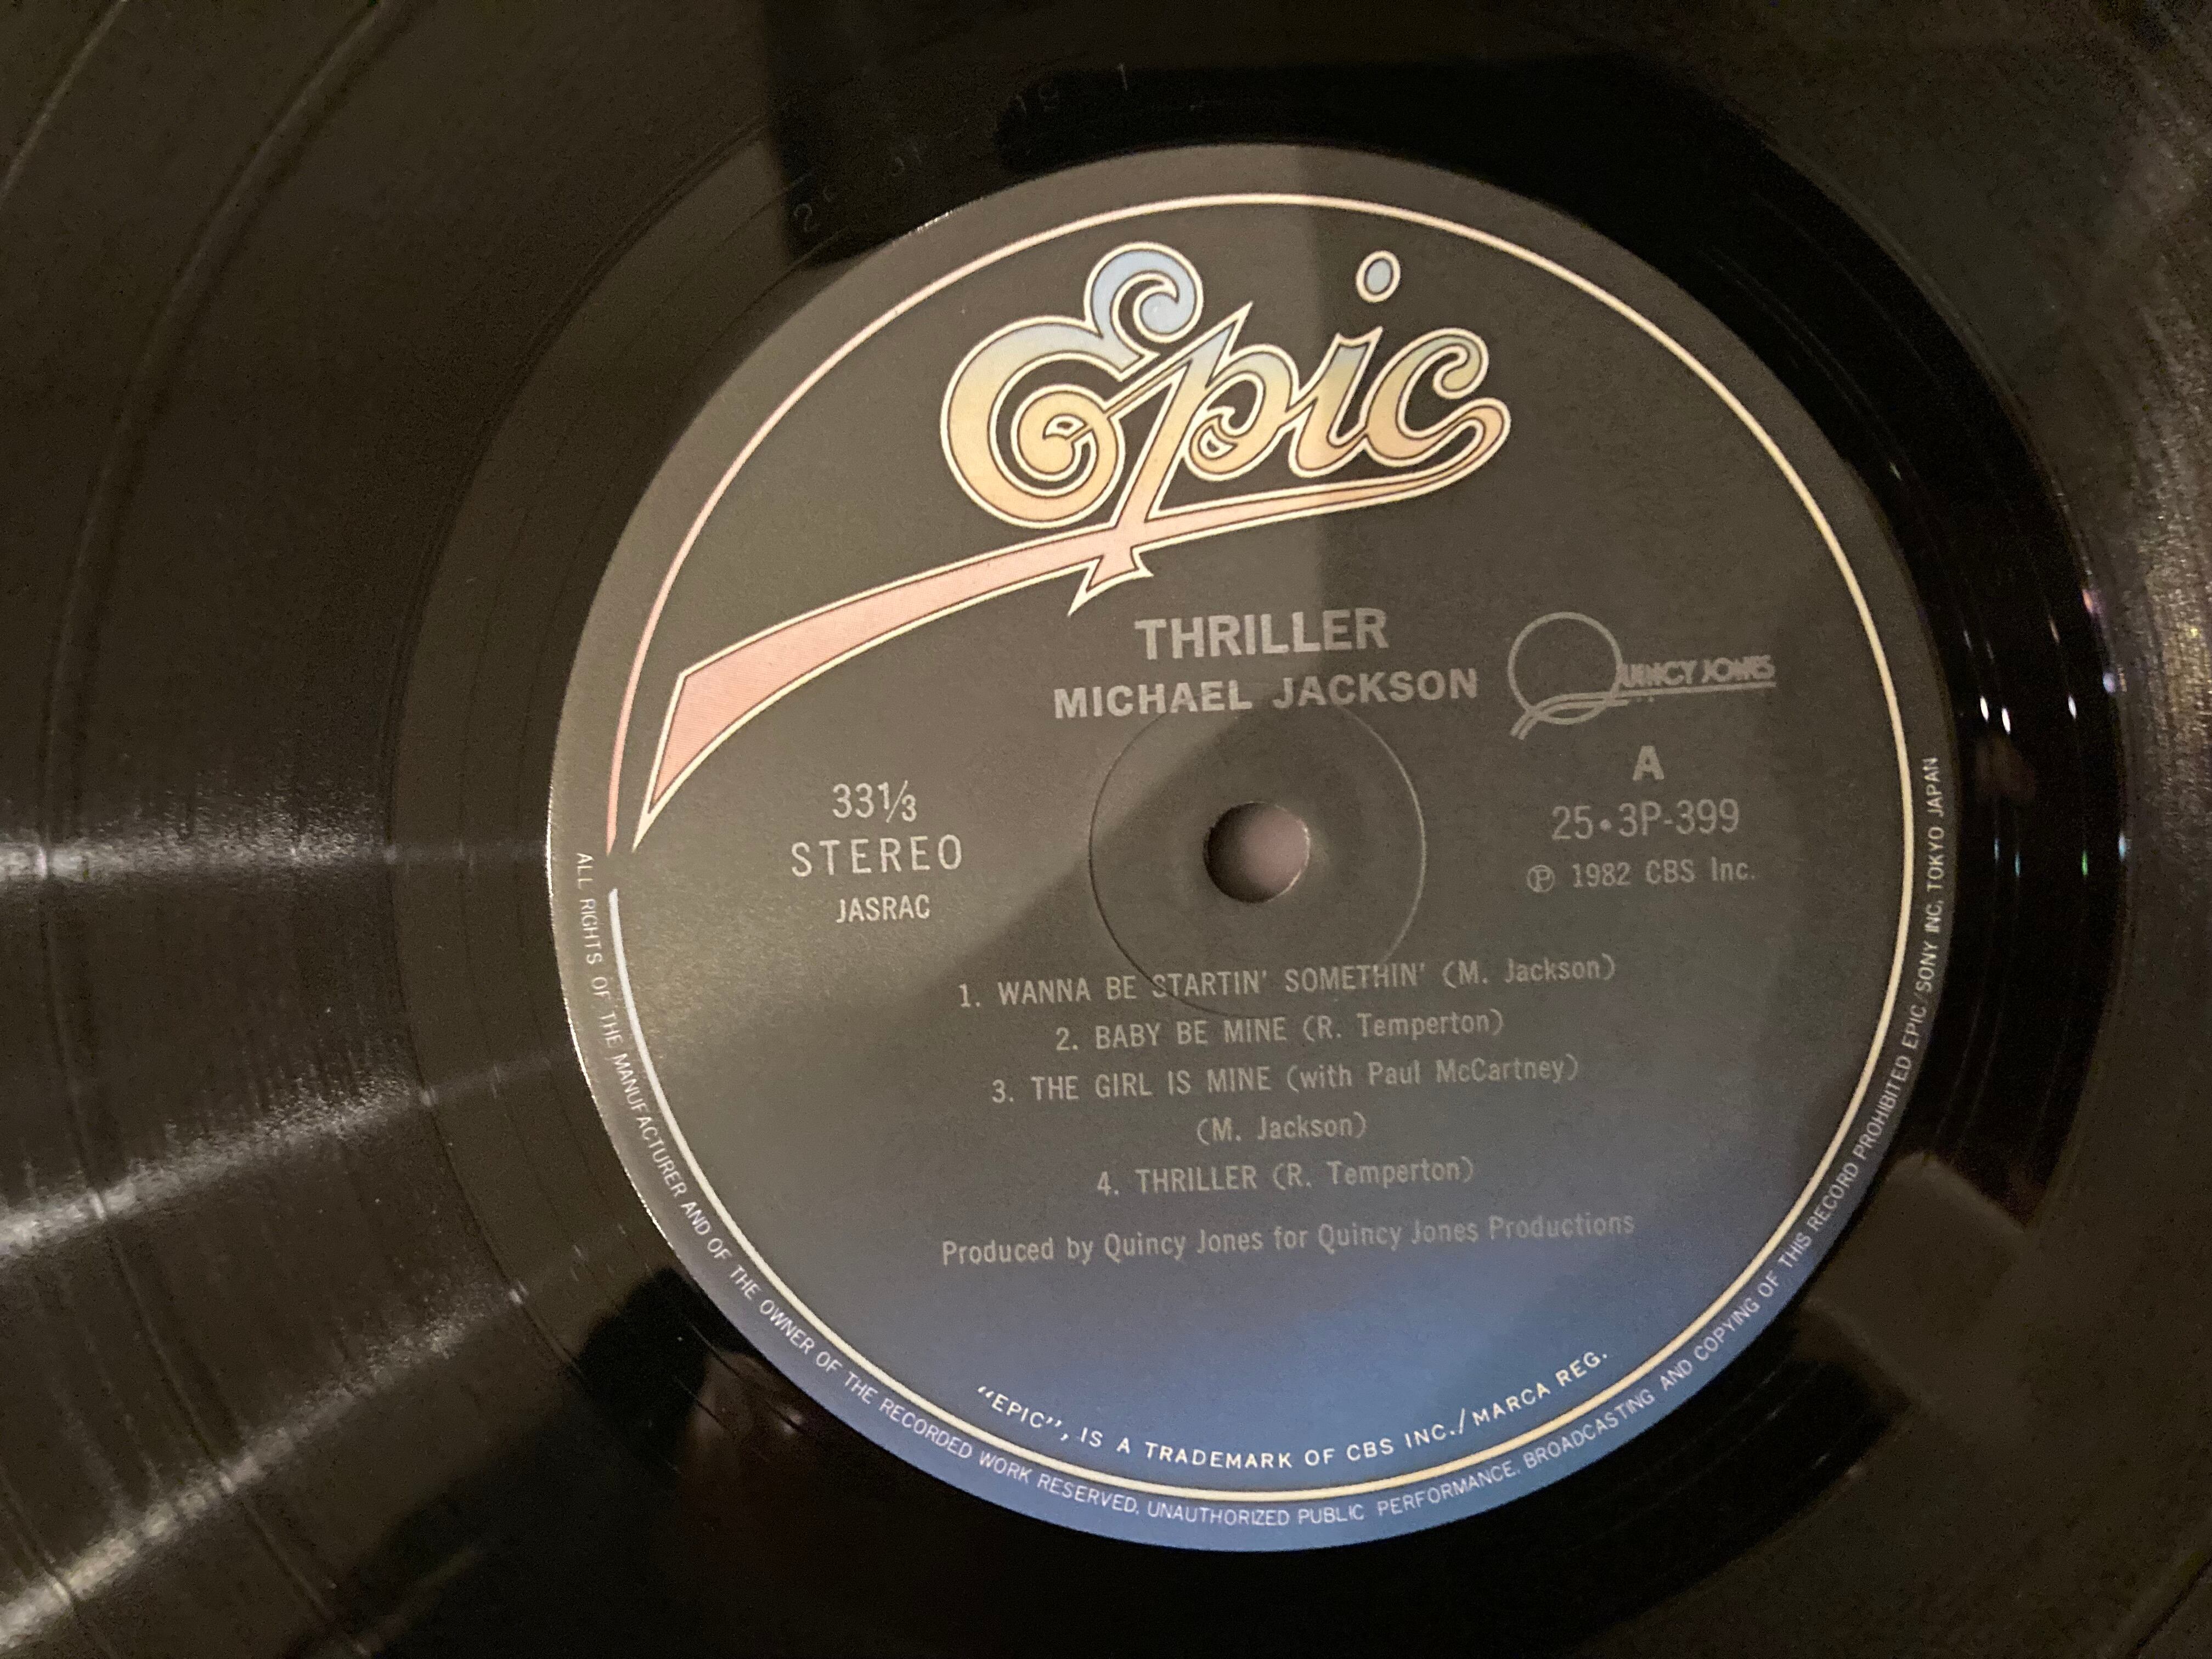 Epic
THRILLER
MICHAEL JACKSON
QUINCY JONES
33⅓
STEREO
JASRAC
A
25・3P-399
Ⓟ 1982 CBS Inc.
1. WANNA BE STARTIN' SOMETHIN' (M. Jackson)
2. BABY BE MINE (R. Temperton)
3. THE GIRL IS MINE (with Paul McCartney)
(M. Jackson)
4. THRILLER (R. Temperton)
Produced by Quincy Jones for Quincy Jones Productions
“EPIC”, IS A TRADEMARK OF CBS INC./MARCA REG.
ALL RIGHTS OF THE MANUFACTURER AND OF THE OWNER OF THE RECORDED WORK RESERVED. UNAUTHORIZED PUBLIC PERFORMANCE. BROADCASTING AND COPYING OF THIS RECORD PROHIBITED EPIC/SONY INC. TOKYO JAPAN